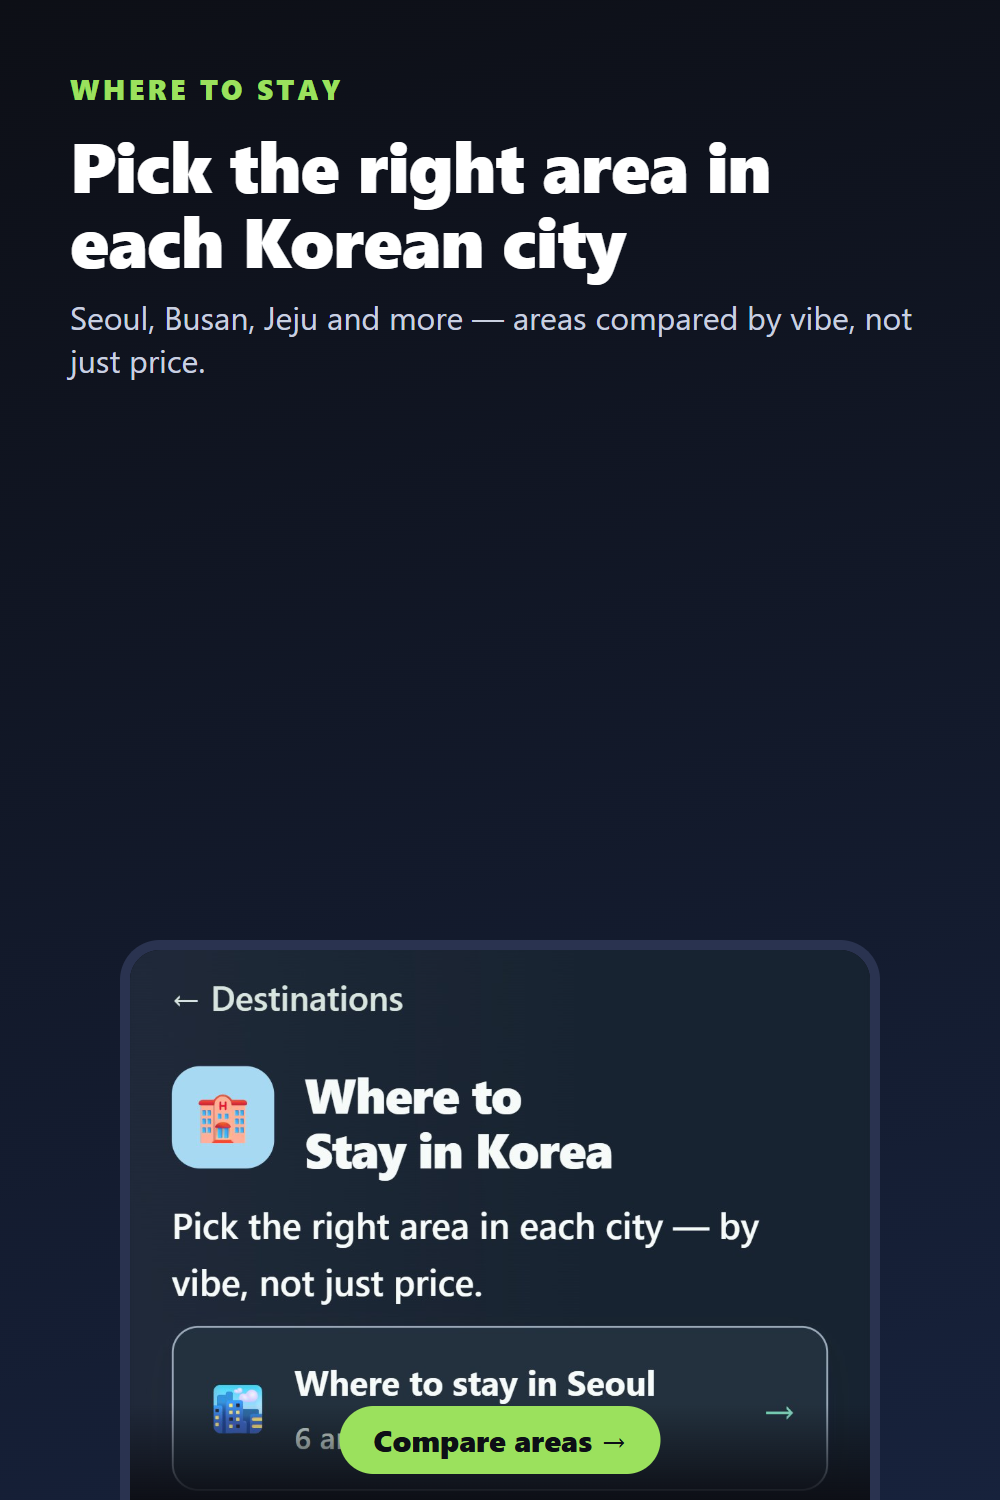 WHERE TO STAY
Pick the right area in
each Korean city
Seoul, Busan, Jeju and more — areas compared by vibe, not
just price.
← Destinations
H
Where to
Stay in Korea
Pick the right area in each city — by
vibe, not just price.
Where to stay in Seoul
→
6
Compare areas →